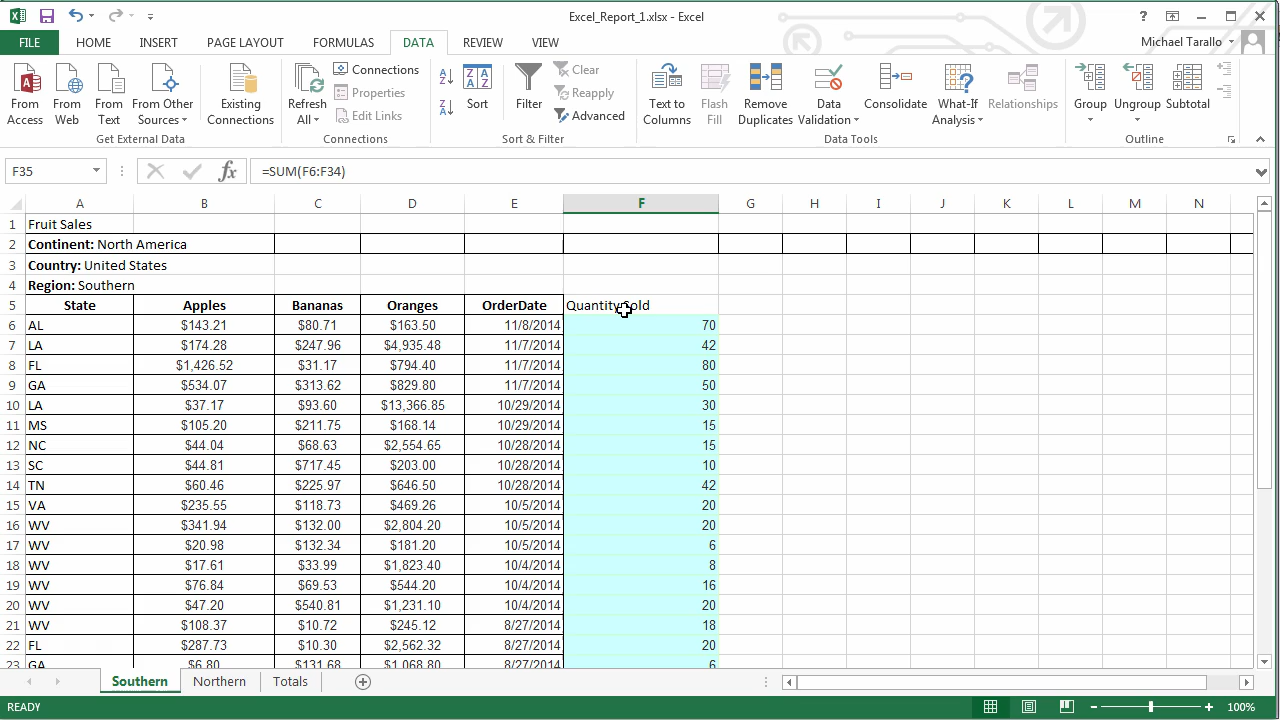 Excel_Report_1.xlsx - Excel
FILE HOME INSERT PAGE LAYOUT FORMULAS DATA REVIEW VIEW Michael Tarallo
From Access
From Web
From Text
From Other Sources
Existing Connections
Refresh All
Connections
Properties
Edit Links
Sort
Filter
Clear
Reapply
Advanced
Text to Columns
Flash Fill
Remove Duplicates
Data Validation
Consolidate
What-If Analysis
Relationships
Group
Ungroup
Subtotal
Get External Data Connections Sort & Filter Data Tools Outline
F35 fx =SUM(F6:F34)
A B C D E F G H I J K L M N
1 Fruit Sales
2 Continent: North America
3 Country: United States
4 Region: Southern
5 State Apples Bananas Oranges OrderDate QuantitySold
6 AL $143.21 $80.71 $163.50 11/8/2014 70
7 LA $174.28 $247.96 $4,935.48 11/7/2014 42
8 FL $1,426.52 $31.17 $794.40 11/7/2014 80
9 GA $534.07 $313.62 $829.80 11/7/2014 50
10 LA $37.17 $93.60 $13,366.85 10/29/2014 30
11 MS $105.20 $211.75 $168.14 10/29/2014 15
12 NC $44.04 $68.63 $2,554.65 10/28/2014 15
13 SC $44.81 $717.45 $203.00 10/28/2014 10
14 TN $60.46 $225.97 $646.50 10/28/2014 42
15 VA $235.55 $118.73 $469.26 10/5/2014 20
16 WV $341.94 $132.00 $2,804.20 10/5/2014 20
17 WV $20.98 $132.34 $181.20 10/5/2014 6
18 WV $17.61 $33.99 $1,823.40 10/4/2014 8
19 WV $76.84 $69.53 $544.20 10/4/2014 16
20 WV $47.20 $540.81 $1,231.10 10/4/2014 20
21 WV $108.37 $10.72 $245.12 8/27/2014 18
22 FL $287.73 $10.30 $2,562.32 8/27/2014 20
23 GA $6.80 $131.68 $1,068.80 8/27/2014 6
Southern Northern Totals
READY 100%